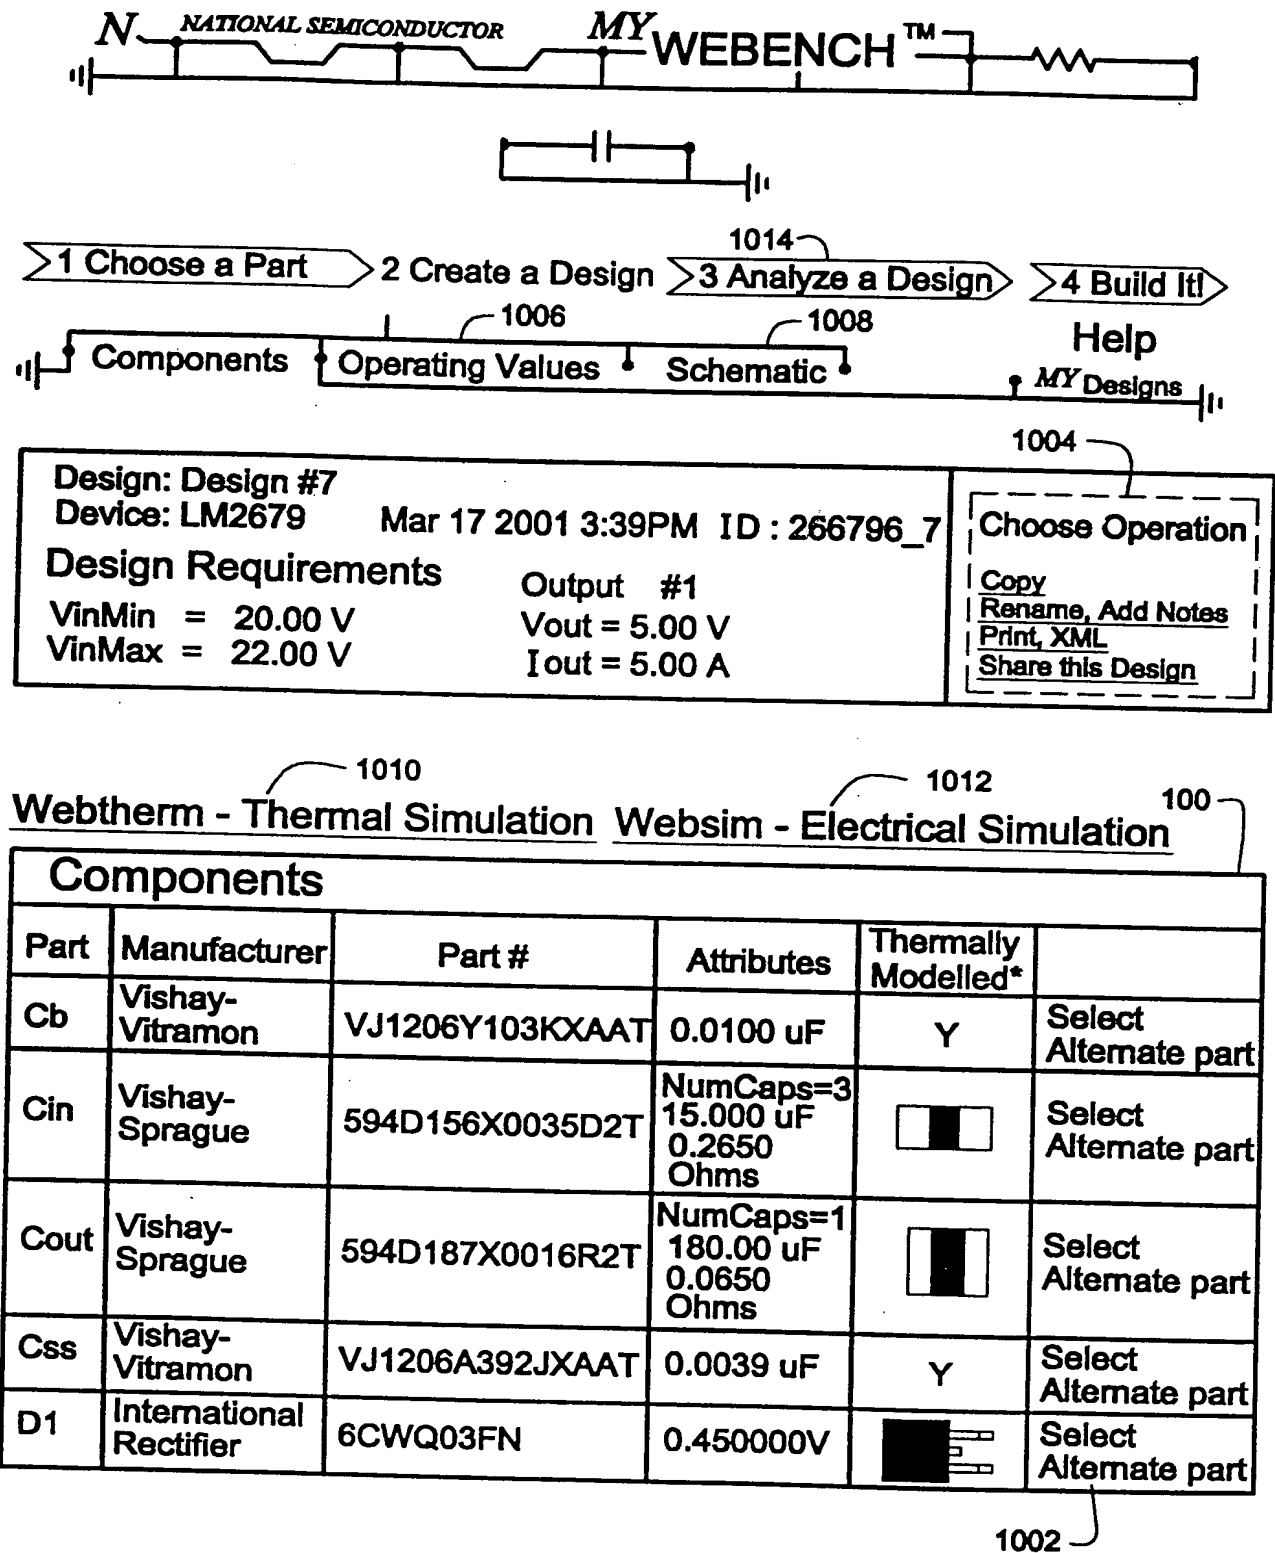 N NATIONAL SEMICONDUCTOR MY WEBENCH™
1014
1 Choose a Part 2 Create a Design 3 Analyze a Design 4 Build It!
1006 1008
Components Operating Values Schematic Help
MY Designs
1004
Design: Design #7
Device: LM2679 Mar 17 2001 3:39PM ID : 266796_7
Design Requirements Output #1
VinMin = 20.00 V Vout = 5.00 V
VinMax = 22.00 V Iout = 5.00 A
Choose Operation
Copy
Rename, Add Notes
Print, XML
Share this Design
1010 1012 100
Webtherm - Thermal Simulation Websim - Electrical Simulation
Components
Part Manufacturer Part # Attributes Thermally
Modelled*
Cb Vishay-
Vitramon VJ1206Y103KXAAT 0.0100 uF Y Select
Alternate part
Cin Vishay-
Sprague 594D156X0035D2T NumCaps=3
15.000 uF
0.2650
Ohms
Select
Alternate part
Cout Vishay-
Sprague 594D187X0016R2T NumCaps=1
180.00 uF
0.0650
Ohms
Select
Alternate part
Css Vishay-
Vitramon VJ1206A392JXAAT 0.0039 uF Y Select
Alternate part
D1 International
Rectifier 6CWQ03FN 0.450000V Select
Alternate part
1002